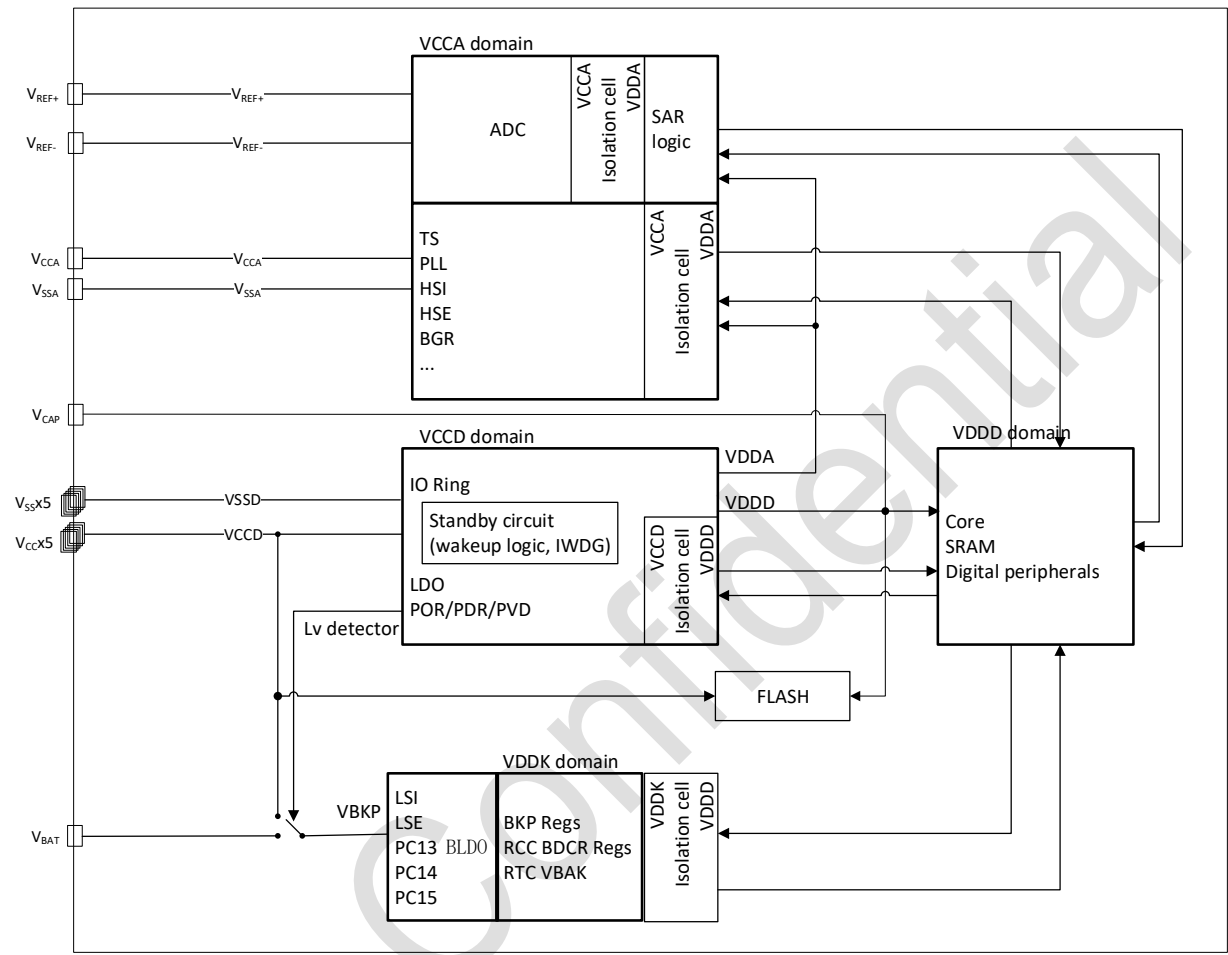 VCCA domain
VREF+
VREF+
VREF-
VREF-
ADC
VCCA
Isolation cell
VDDA
SAR
logic
VCCA
VCCA
VSSA
VSSA
TS
PLL
HSI
HSE
BGR
...
VCCA
Isolation cell
VDDA
VCAP
VCCD domain
VDDD domain
VSSx5
VSSD
VCCx5
VCCD
IO Ring
Standby circuit
(wakeup logic, IWDG)
LDO
POR/PDR/PVD
Lv detector
VCCD
Isolation cell
VDDD
VDDA
VDDD
Core
SRAM
Digital peripherals
FLASH
VDDK domain
VBAT
VBKP
LSI
LSE
PC13 BLDO
PC14
PC15
BKP Regs
RCC BDCR Regs
RTC VBAK
VDDK
Isolation cell
VDDD
Confidential